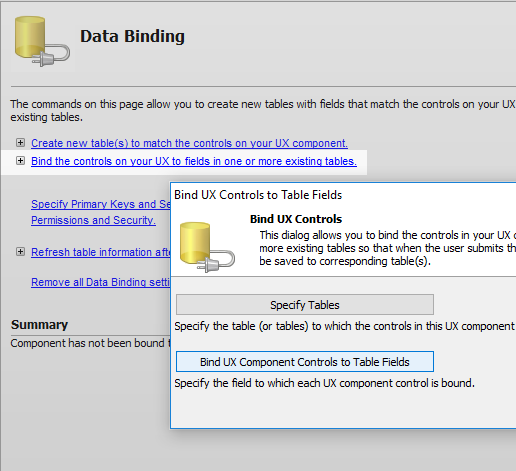 Data Binding
The commands on this page allow you to create new tables with fields that match the controls on your UX
existing tables.
Create new table(s) to match the controls on your UX component.
Bind the controls on your UX to fields in one or more existing tables.
Specify Primary Keys and Se
Permissions and Security.
Refresh table information afte
Remove all Data Binding setti
Summary
Component has not been bound t
Bind UX Controls to Table Fields
Bind UX Controls
This dialog allows you to bind the controls in your UX c
more existing tables so that when the user submits th
be saved to corresponding table(s).
Specify Tables
Specify the table (or tables) to which the controls in this UX component
Bind UX Component Controls to Table Fields
Specify the field to which each UX component control is bound.